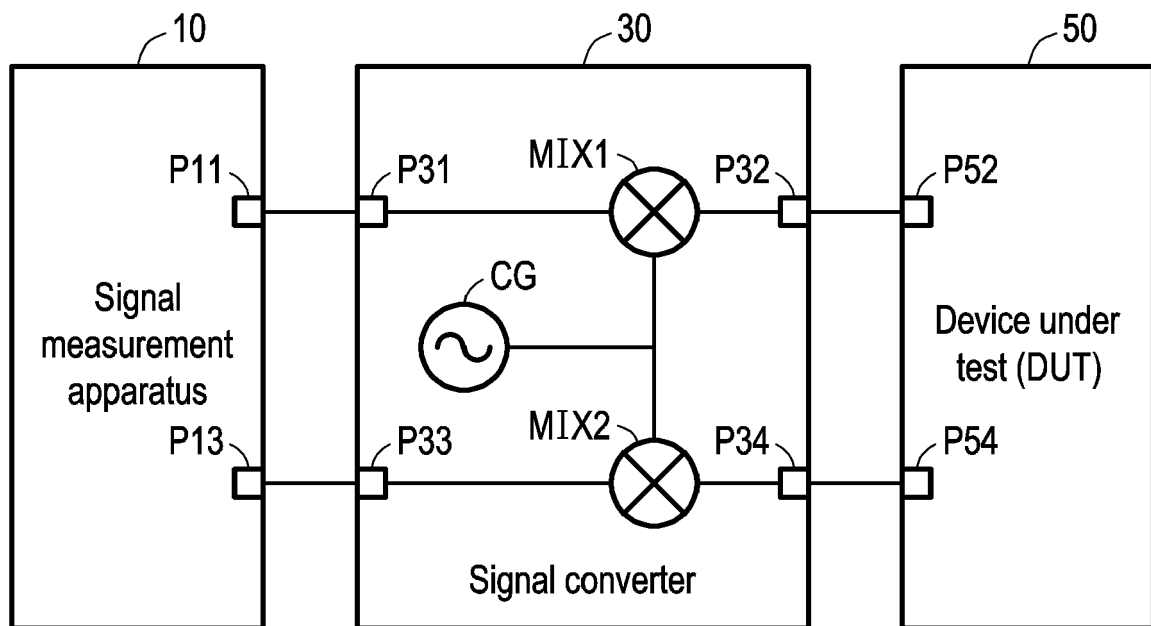 10
30
50
P11
P31
MIX1
P32
P52
CG
Signal
measurement
apparatus
Device under
test (DUT)
P13
P33
MIX2
P34
P54
Signal converter